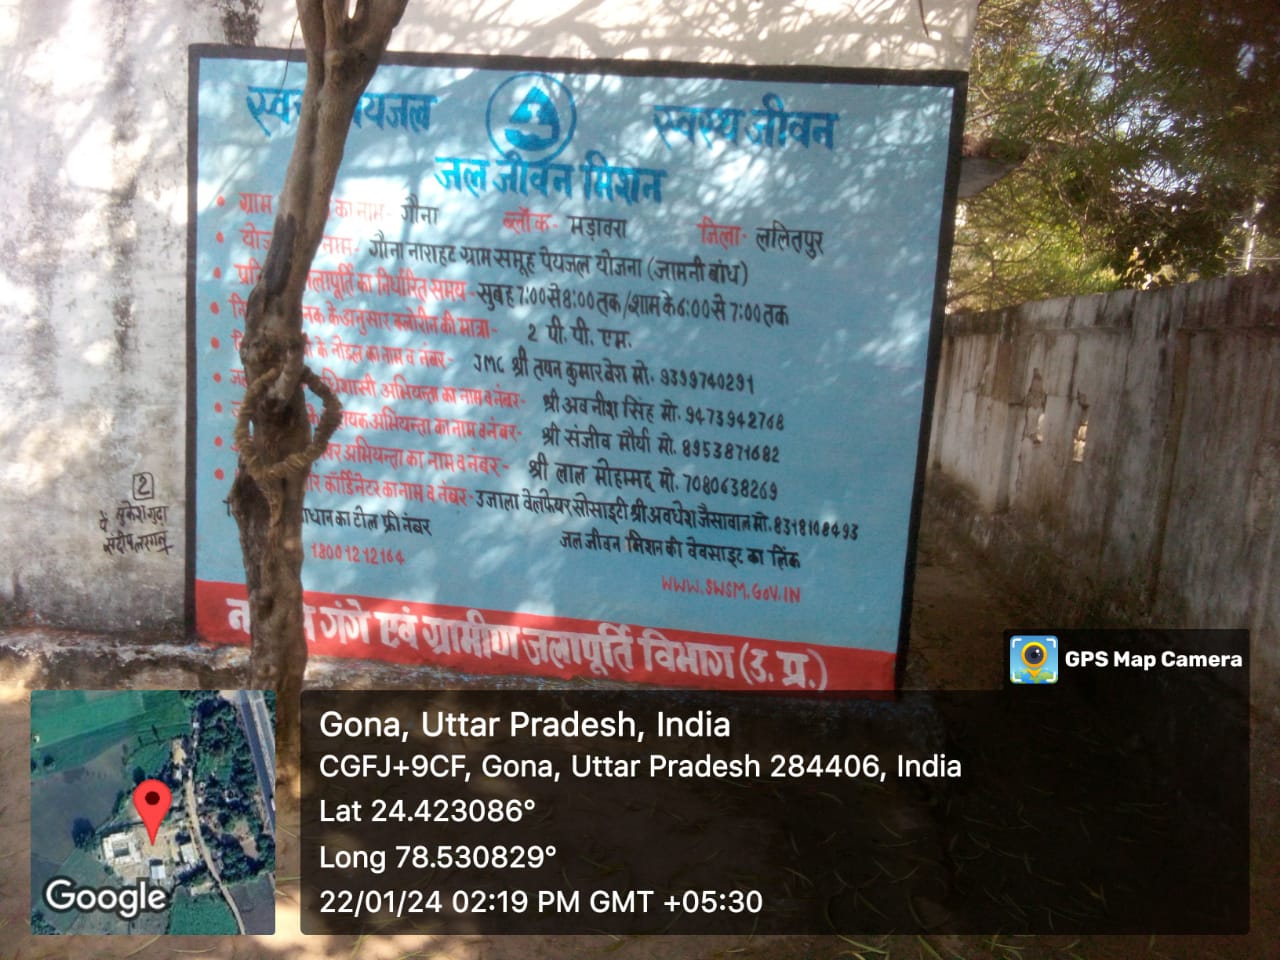 पेयजल स्वस्थ जीवन
जल जीवन मिशन
ग्राम का नाम- गौना ब्लॉक- मड़ावरा जिला- ललितपुर
नाम- गौना नाराहट ग्राम समूह पेयजल योजना (जामनी बांध)
जलापूर्ति का निर्धारित समय- सुबह 7:00 से 8:00 तक/शाम के 6:00 से 7:00 तक
के अनुसार क्लोरीन की मात्रा- 2 पी. पी. एम.
के नोडल का नाम व नंबर- JMC श्री तपन कुमार बेरा मो. 9399740291
अभियन्ता का नाम व नंबर- श्री अवनीश सिंह मो. 9473942768
अभियन्ता का नाम व नंबर- श्री संजीव मौर्या मो. 8953871682
अभियन्ता का नाम व नंबर- श्री लाल मोहम्मद मो. 7080638269
कॉर्डिनेटर का नाम व नंबर- उजाला वेलफेयर सोसाइटी श्री अवधेश जैसवाल मो. 8318108493
का टोल फ्री नंबर जल जीवन मिशन की वेबसाइट का लिंक
18001212164 WWW.SWSM.GOV.IN
गंगे एवं ग्रामीण जलापूर्ति विभाग (उ. प्र.)
2
GPS Map Camera
Gona, Uttar Pradesh, India
CGFJ+9CF, Gona, Uttar Pradesh 284406, India
Lat 24.423086°
Long 78.530829°
22/01/24 02:19 PM GMT +05:30
Google